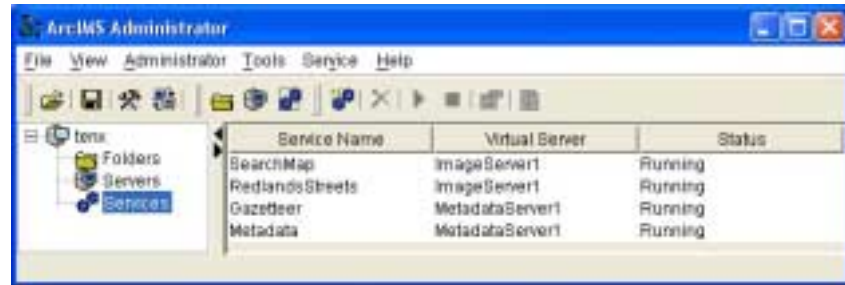 ArcIMS Administrator
File View Administrator Tools Service Help
tenx
Folders
Servers
Services
Service Name Virtual Server Status
SearchMap ImageServer1 Running
RedlandsStreets ImageServer1 Running
Gazetteer MetadataServer1 Running
Metadata MetadataServer1 Running